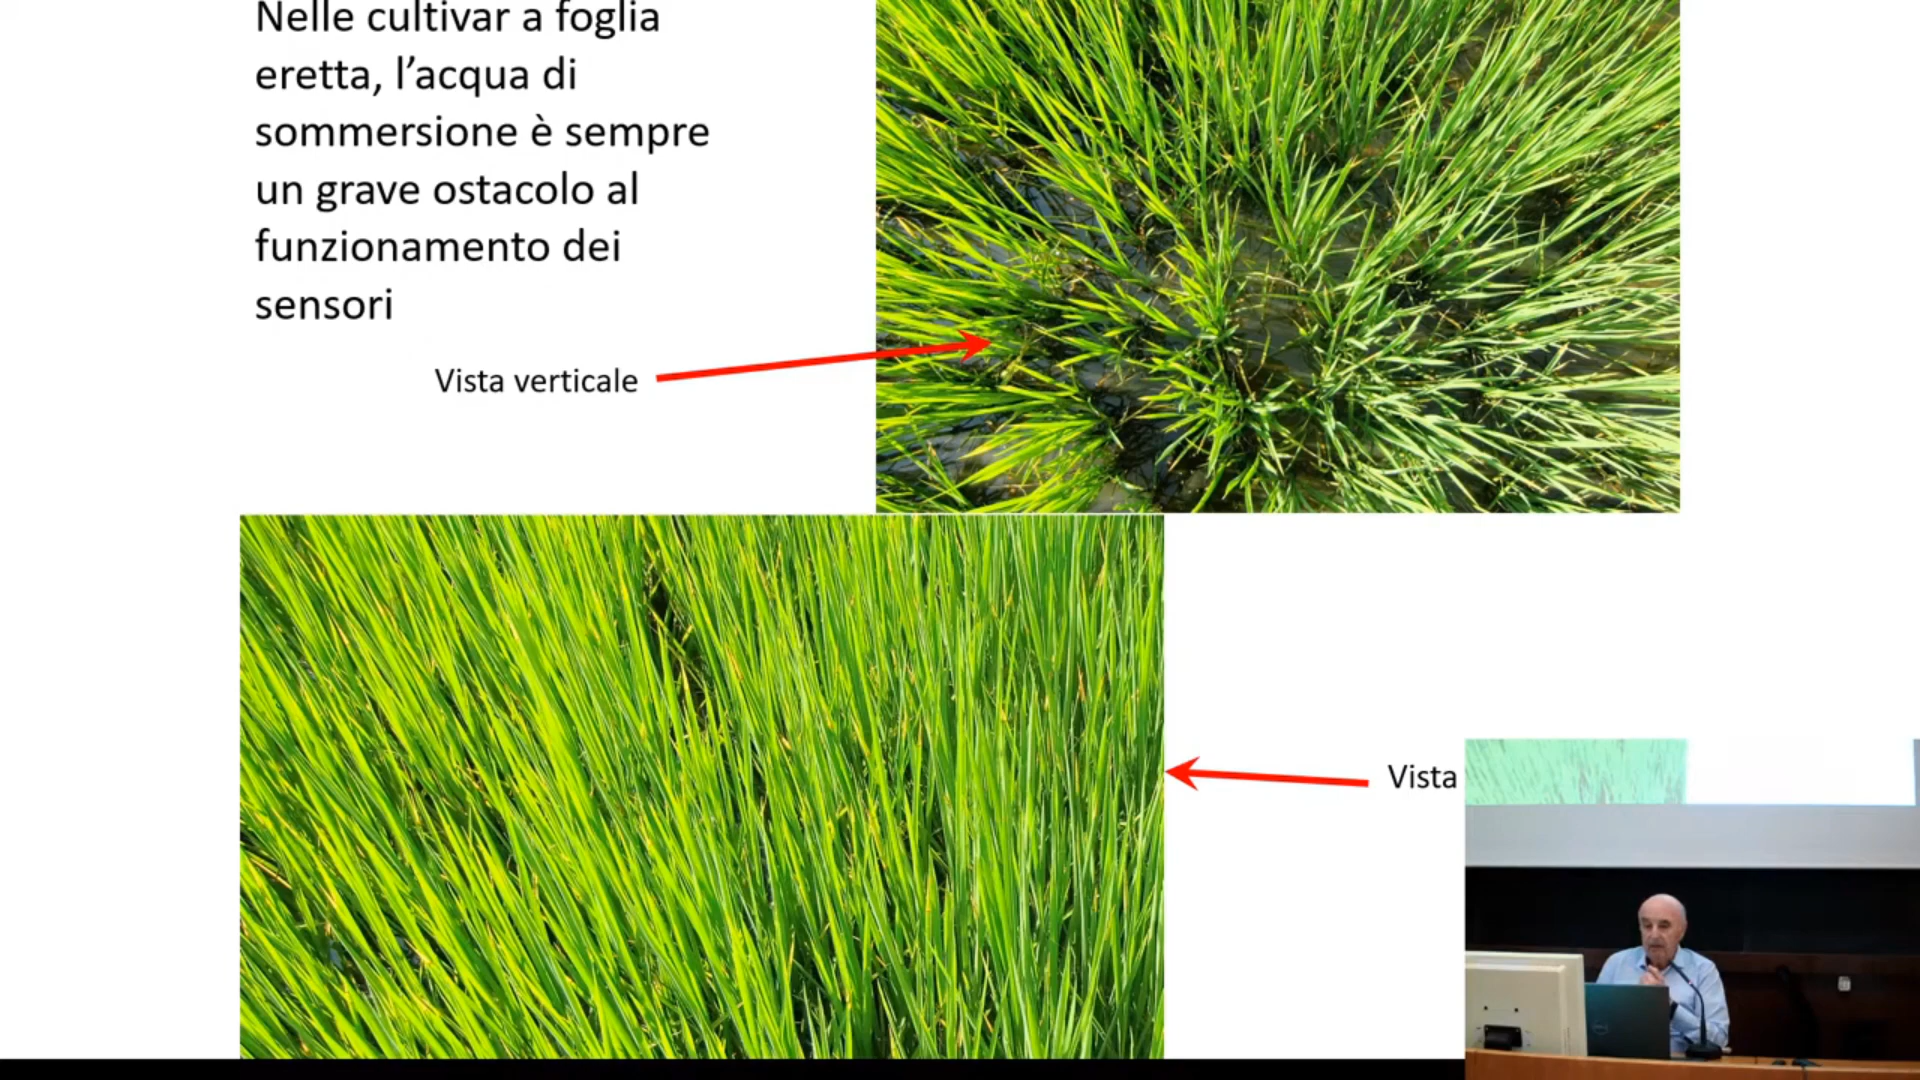 Nelle cultivar a foglia
eretta, l’acqua di
sommersione è sempre
un grave ostacolo al
funzionamento dei
sensori
Vista verticale
Vista